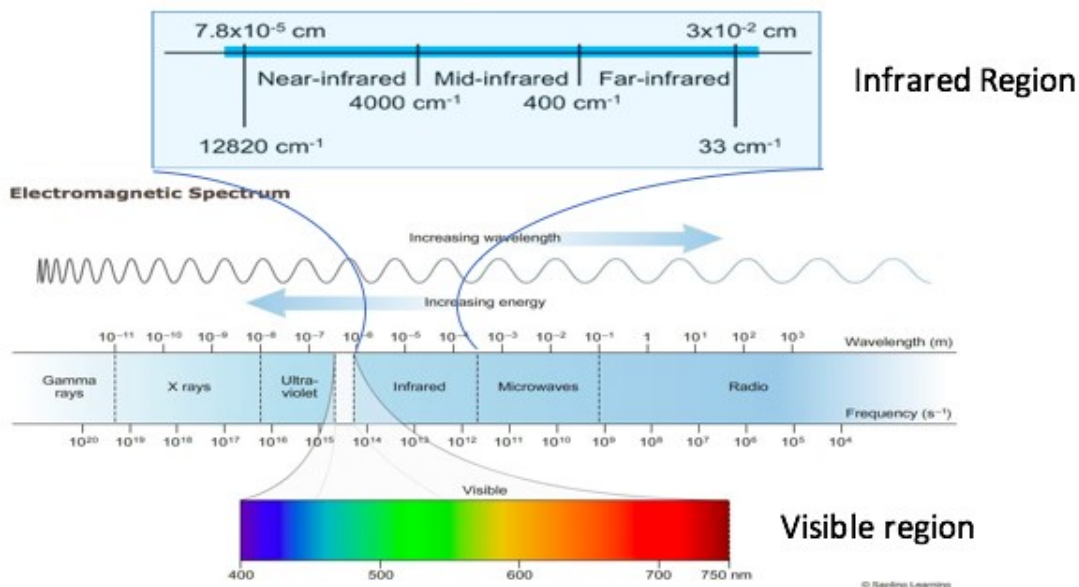 7.8x10⁻⁵ cm 3x10⁻² cm
Near-infrared Mid-infrared Far-infrared
4000 cm⁻¹ 400 cm⁻¹
12820 cm⁻¹ 33 cm⁻¹
Infrared Region
Electromagnetic Spectrum
Increasing wavelength
Increasing energy
10⁻¹¹ 10⁻¹⁰ 10⁻⁹ 10⁻⁸ 10⁻⁷ 10⁻⁶ 10⁻⁵ 10⁻⁴ 10⁻³ 10⁻² 10⁻¹ 1 10¹ 10² 10³ Wavelength (m)
Gamma rays X rays Ultra-violet Infrared Microwaves Radio
Frequency (s⁻¹)
10²⁰ 10¹⁹ 10¹⁸ 10¹⁷ 10¹⁶ 10¹⁵ 10¹⁴ 10¹³ 10¹² 10¹¹ 10¹⁰ 10⁹ 10⁸ 10⁷ 10⁶ 10⁵ 10⁴
Visible
Visible region
400 500 600 700 750 nm
© Sapling Learning